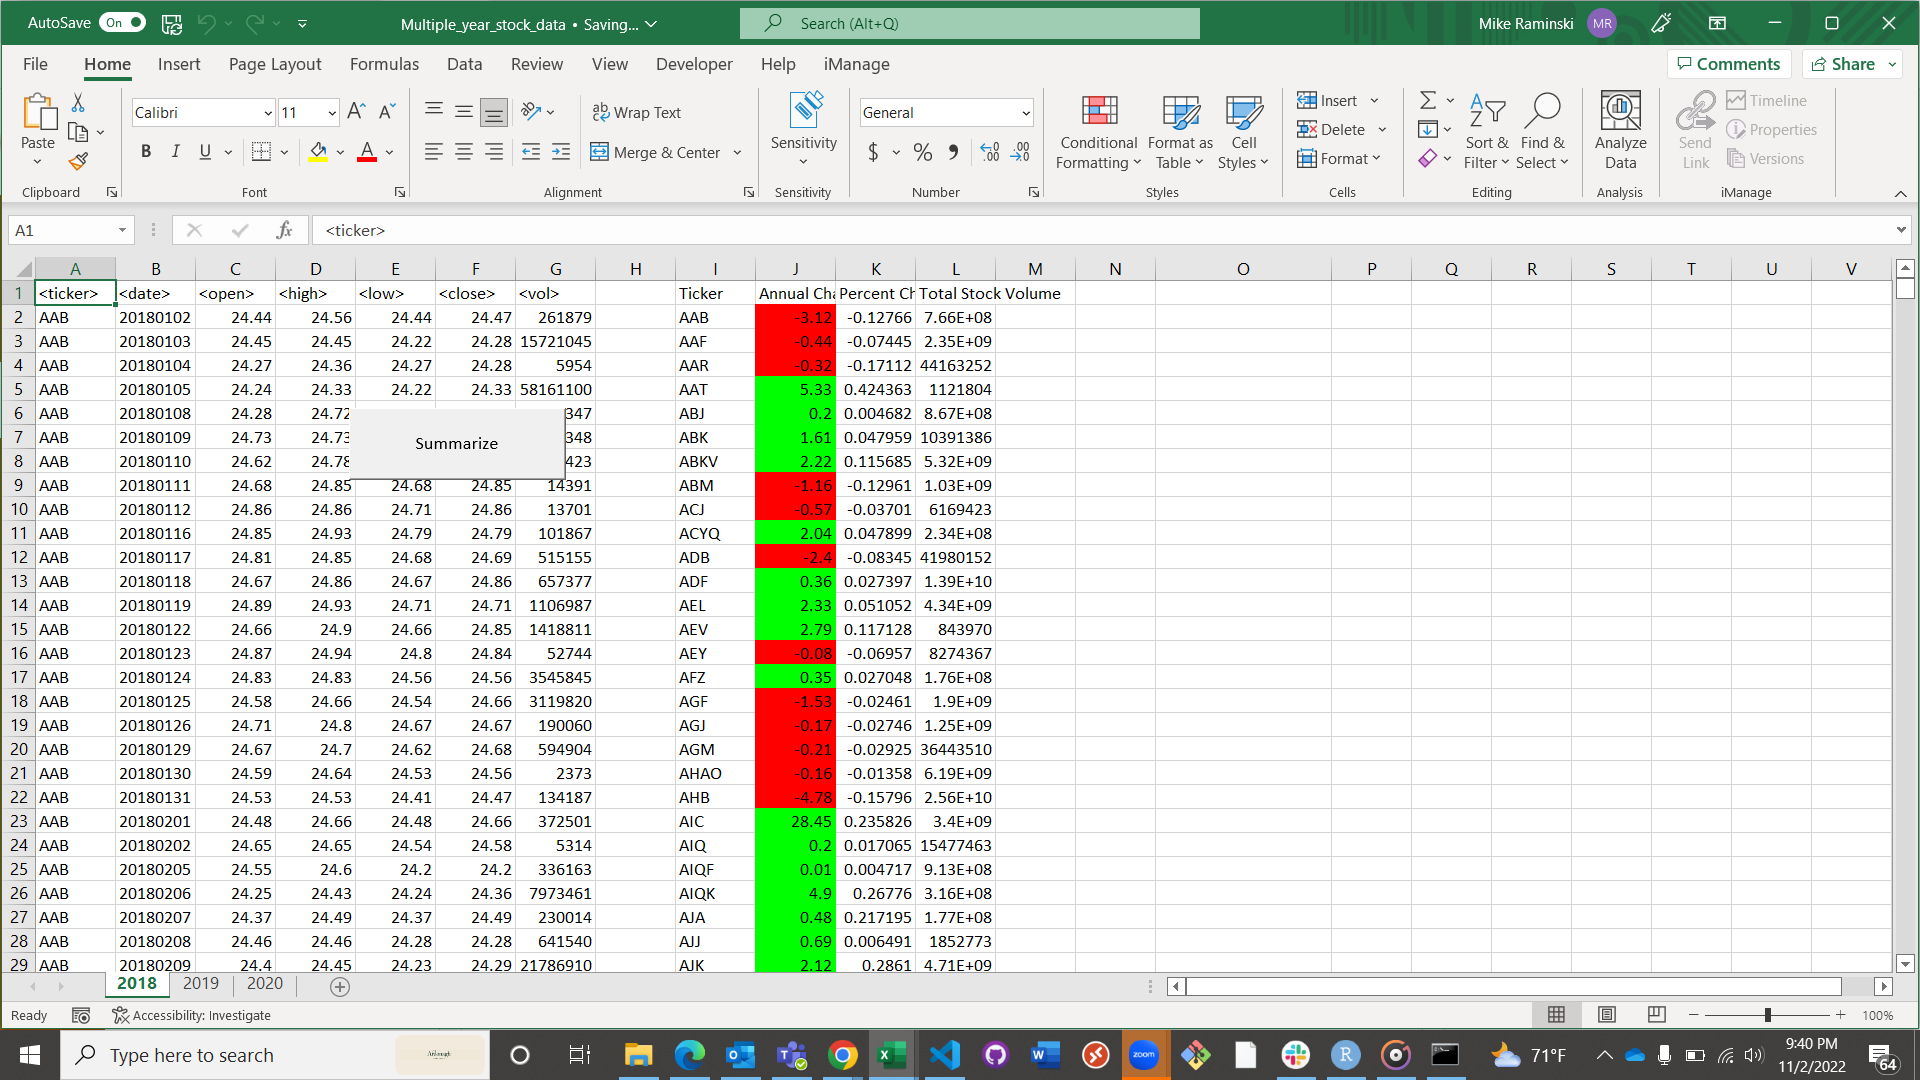 AutoSave On Multiple_year_stock_data • Saving... Search (Alt+Q) Mike Raminski MR
File Home Insert Page Layout Formulas Data Review View Developer Help iManage Comments Share
Paste Calibri 11 Wrap Text Merge & Center Sensitivity General Conditional Formatting Format as Table Cell Styles Insert Delete Format Sort & Filter Find & Select Analyze Data Send Link Timeline Properties Versions
Clipboard Font Alignment Sensitivity Number Styles Cells Editing Analysis iManage
A1 fx <ticker>
A B C D E F G H I J K L M N O P Q R S T U V
1 <ticker> <date> <open> <high> <low> <close> <vol> Ticker Annual Cha Percent Ch Total Stock Volume
2 AAB 20180102 24.44 24.56 24.44 24.47 261879 AAB -3.12 -0.12766 7.66E+08
3 AAB 20180103 24.45 24.45 24.22 24.28 15721045 AAF -0.44 -0.07445 2.35E+09
4 AAB 20180104 24.27 24.36 24.27 24.28 5954 AAR -0.32 -0.17112 44163252
5 AAB 20180105 24.24 24.33 24.22 24.33 58161100 AAT 5.33 0.424363 1121804
6 AAB 20180108 24.28 24.72 347 ABJ 0.2 0.004682 8.67E+08
7 AAB 20180109 24.73 24.73 Summarize 348 ABK 1.61 0.047959 10391386
8 AAB 20180110 24.62 24.78 423 ABKV 2.22 0.115685 5.32E+09
9 AAB 20180111 24.68 24.85 24.68 24.85 14391 ABM -1.16 -0.12961 1.03E+09
10 AAB 20180112 24.86 24.86 24.71 24.86 13701 ACJ -0.57 -0.03701 6169423
11 AAB 20180116 24.85 24.93 24.79 24.79 101867 ACYQ 2.04 0.047899 2.34E+08
12 AAB 20180117 24.81 24.85 24.68 24.69 515155 ADB -2.4 -0.08345 41980152
13 AAB 20180118 24.67 24.86 24.67 24.86 657377 ADF 0.36 0.027397 1.39E+10
14 AAB 20180119 24.89 24.93 24.71 24.71 1106987 AEL 2.33 0.051052 4.34E+09
15 AAB 20180122 24.66 24.9 24.66 24.85 1418811 AEV 2.79 0.117128 843970
16 AAB 20180123 24.87 24.94 24.8 24.84 52744 AEY -0.08 -0.06957 8274367
17 AAB 20180124 24.83 24.83 24.56 24.56 3545845 AFZ 0.35 0.027048 1.76E+08
18 AAB 20180125 24.58 24.66 24.54 24.66 3119820 AGF -1.53 -0.02461 1.9E+09
19 AAB 20180126 24.71 24.8 24.67 24.67 190060 AGJ -0.17 -0.02746 1.25E+09
20 AAB 20180129 24.67 24.7 24.62 24.68 594904 AGM -0.21 -0.02925 36443510
21 AAB 20180130 24.59 24.64 24.53 24.56 2373 AHAO -0.16 -0.01358 6.19E+09
22 AAB 20180131 24.53 24.53 24.41 24.47 134187 AHB -4.78 -0.15796 2.56E+10
23 AAB 20180201 24.48 24.66 24.48 24.66 372501 AIC 28.45 0.235826 3.4E+09
24 AAB 20180202 24.65 24.65 24.54 24.58 5314 AIQ 0.2 0.017065 15477463
25 AAB 20180205 24.55 24.6 24.2 24.2 336163 AIQF 0.01 0.004717 9.13E+08
26 AAB 20180206 24.25 24.43 24.24 24.36 7973461 AIQK 4.9 0.26776 3.16E+08
27 AAB 20180207 24.37 24.49 24.37 24.49 230014 AJA 0.48 0.217195 1.77E+08
28 AAB 20180208 24.46 24.46 24.28 24.28 641540 AJJ 0.69 0.006491 1852773
29 AAB 20180209 24.4 24.45 24.23 24.29 21786910 AJK 2.12 0.2861 4.71E+09
2018 2019 2020
Ready Accessibility: Investigate 100%
Type here to search zoom 71°F 9:40 PM
11/2/2022 64